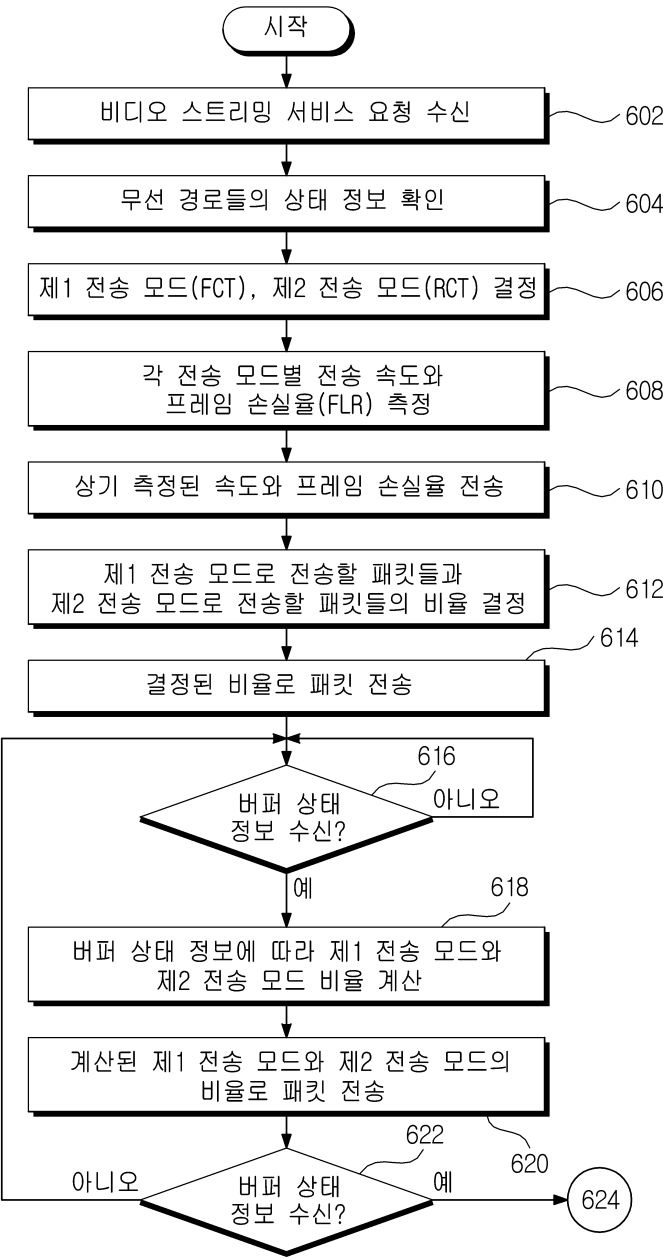 시작
비디오 스트리밍 서비스 요청 수신
602
무선 경로들의 상태 정보 확인
604
제1 전송 모드(FCT), 제2 전송 모드(RCT) 결정
606
각 전송 모드별 전송 속도와
프레임 손실율(FLR) 측정
608
상기 측정된 속도와 프레임 손실율 전송
610
제1 전송 모드로 전송할 패킷들과
제2 전송 모드로 전송할 패킷들의 비율 결정
612
614
결정된 비율로 패킷 전송
616
버퍼 상태
정보 수신?
아니오
예
618
버퍼 상태 정보에 따라 제1 전송 모드와
제2 전송 모드 비율 계산
계산된 제1 전송 모드와 제2 전송 모드의
비율로 패킷 전송
620
622
아니오
버퍼 상태
정보 수신?
예
624